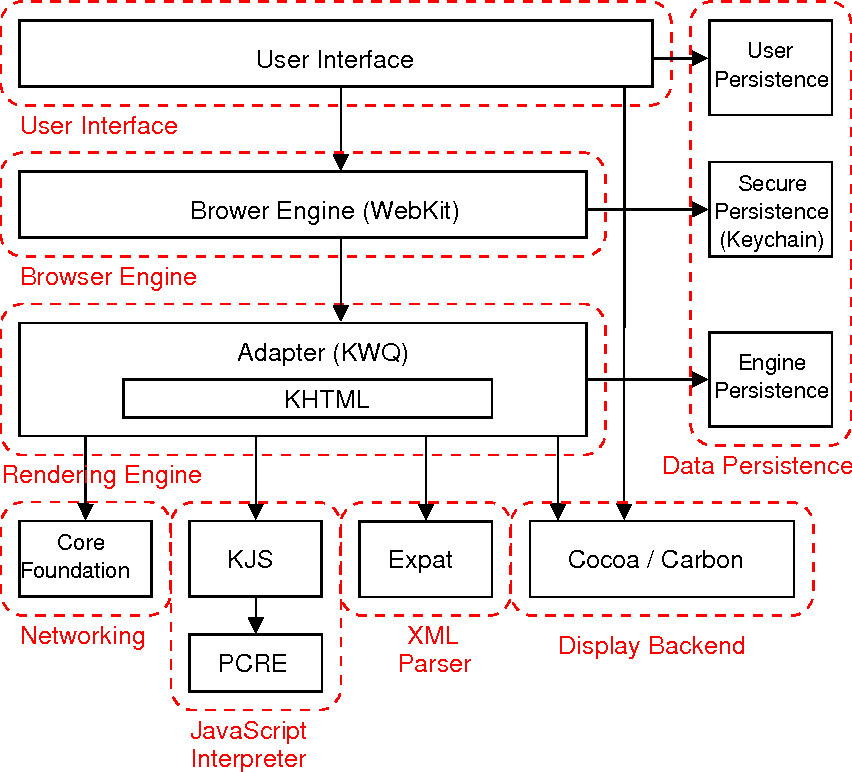 User Interface
User
Persistence
User Interface
Brower Engine (WebKit)
Secure
Persistence
(Keychain)
Browser Engine
Adapter (KWQ)
KHTML
Engine
Persistence
Rendering Engine
Data Persistence
Core
Foundation
KJS
Expat
Cocoa / Carbon
Networking
PCRE
XML
Parser
Display Backend
JavaScript
Interpreter